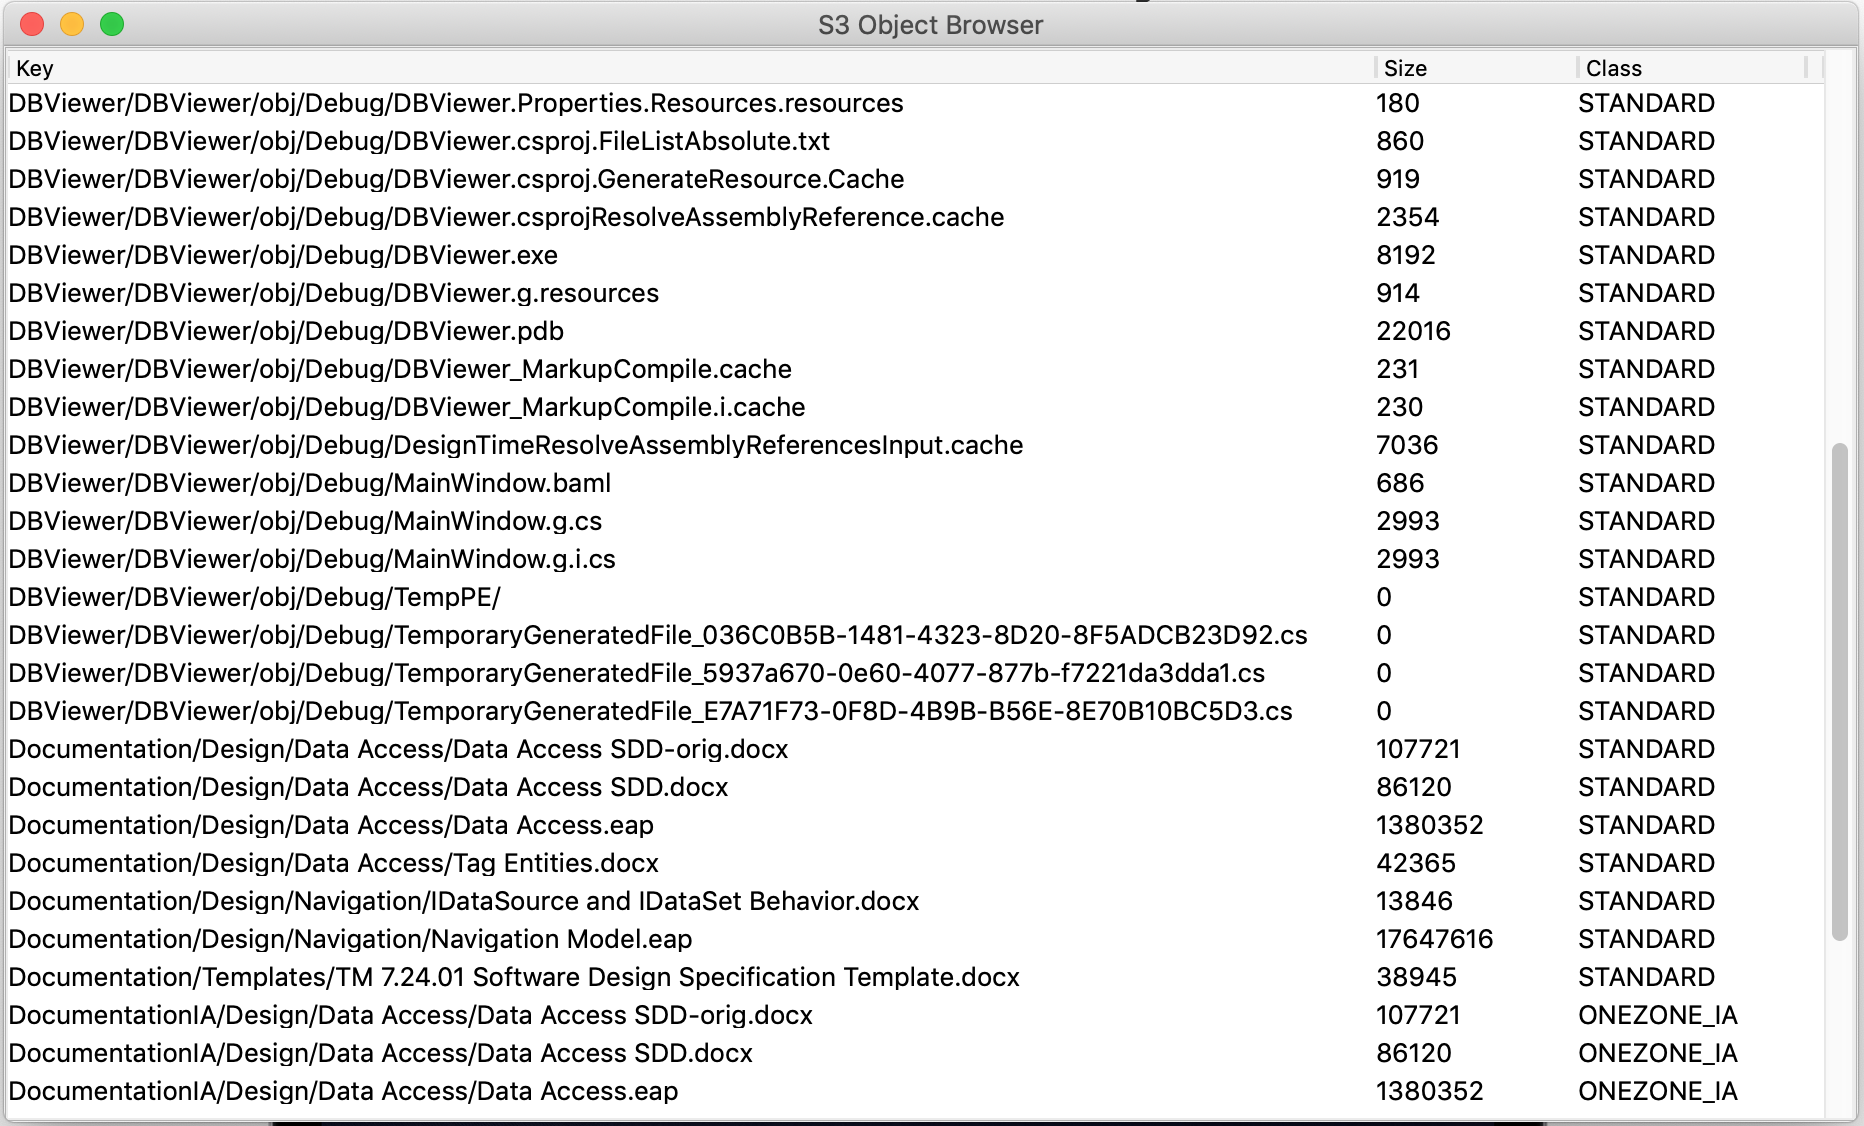 S3 Object Browser
Key Size Class
DBViewer/DBViewer/obj/Debug/DBViewer.Properties.Resources.resources 180 STANDARD
DBViewer/DBViewer/obj/Debug/DBViewer.csproj.FileListAbsolute.txt 860 STANDARD
DBViewer/DBViewer/obj/Debug/DBViewer.csproj.GenerateResource.Cache 919 STANDARD
DBViewer/DBViewer/obj/Debug/DBViewer.csprojResolveAssemblyReference.cache 2354 STANDARD
DBViewer/DBViewer/obj/Debug/DBViewer.exe 8192 STANDARD
DBViewer/DBViewer/obj/Debug/DBViewer.g.resources 914 STANDARD
DBViewer/DBViewer/obj/Debug/DBViewer.pdb 22016 STANDARD
DBViewer/DBViewer/obj/Debug/DBViewer_MarkupCompile.cache 231 STANDARD
DBViewer/DBViewer/obj/Debug/DBViewer_MarkupCompile.i.cache 230 STANDARD
DBViewer/DBViewer/obj/Debug/DesignTimeResolveAssemblyReferencesInput.cache 7036 STANDARD
DBViewer/DBViewer/obj/Debug/MainWindow.baml 686 STANDARD
DBViewer/DBViewer/obj/Debug/MainWindow.g.cs 2993 STANDARD
DBViewer/DBViewer/obj/Debug/MainWindow.g.i.cs 2993 STANDARD
DBViewer/DBViewer/obj/Debug/TempPE/ 0 STANDARD
DBViewer/DBViewer/obj/Debug/TemporaryGeneratedFile_036C0B5B-1481-4323-8D20-8F5ADCB23D92.cs 0 STANDARD
DBViewer/DBViewer/obj/Debug/TemporaryGeneratedFile_5937a670-0e60-4077-877b-f7221da3dda1.cs 0 STANDARD
DBViewer/DBViewer/obj/Debug/TemporaryGeneratedFile_E7A71F73-0F8D-4B9B-B56E-8E70B10BC5D3.cs 0 STANDARD
Documentation/Design/Data Access/Data Access SDD-orig.docx 107721 STANDARD
Documentation/Design/Data Access/Data Access SDD.docx 86120 STANDARD
Documentation/Design/Data Access/Data Access.eap 1380352 STANDARD
Documentation/Design/Data Access/Tag Entities.docx 42365 STANDARD
Documentation/Design/Navigation/IDataSource and IDataSet Behavior.docx 13846 STANDARD
Documentation/Design/Navigation/Navigation Model.eap 17647616 STANDARD
Documentation/Templates/TM 7.24.01 Software Design Specification Template.docx 38945 STANDARD
DocumentationIA/Design/Data Access/Data Access SDD-orig.docx 107721 ONEZONE_IA
DocumentationIA/Design/Data Access/Data Access SDD.docx 86120 ONEZONE_IA
DocumentationIA/Design/Data Access/Data Access.eap 1380352 ONEZONE_IA